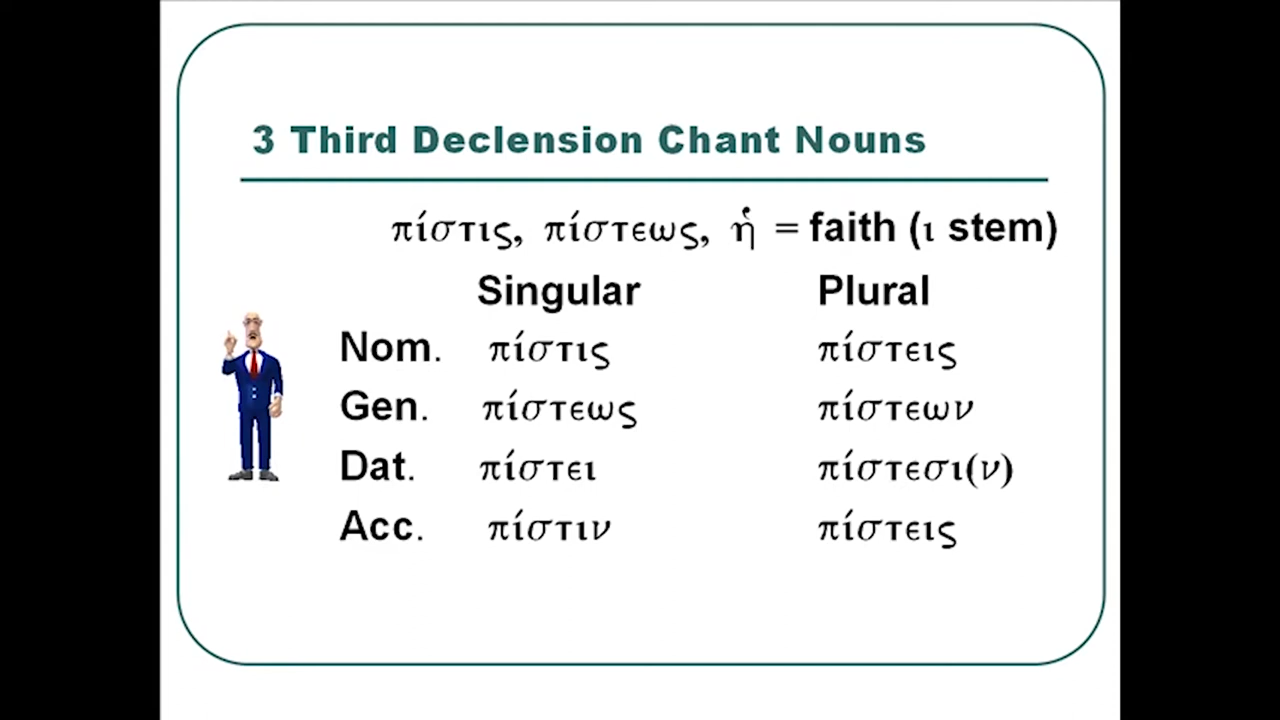 3 Third Declension Chant Nouns
πίστις, πίστεως, ἡ = faith (ι stem)
Singular Plural
Nom. πίστις πίστεις
Gen. πίστεως πίστεων
Dat. πίστει πίστεσι(ν)
Acc. πίστιν πίστεις